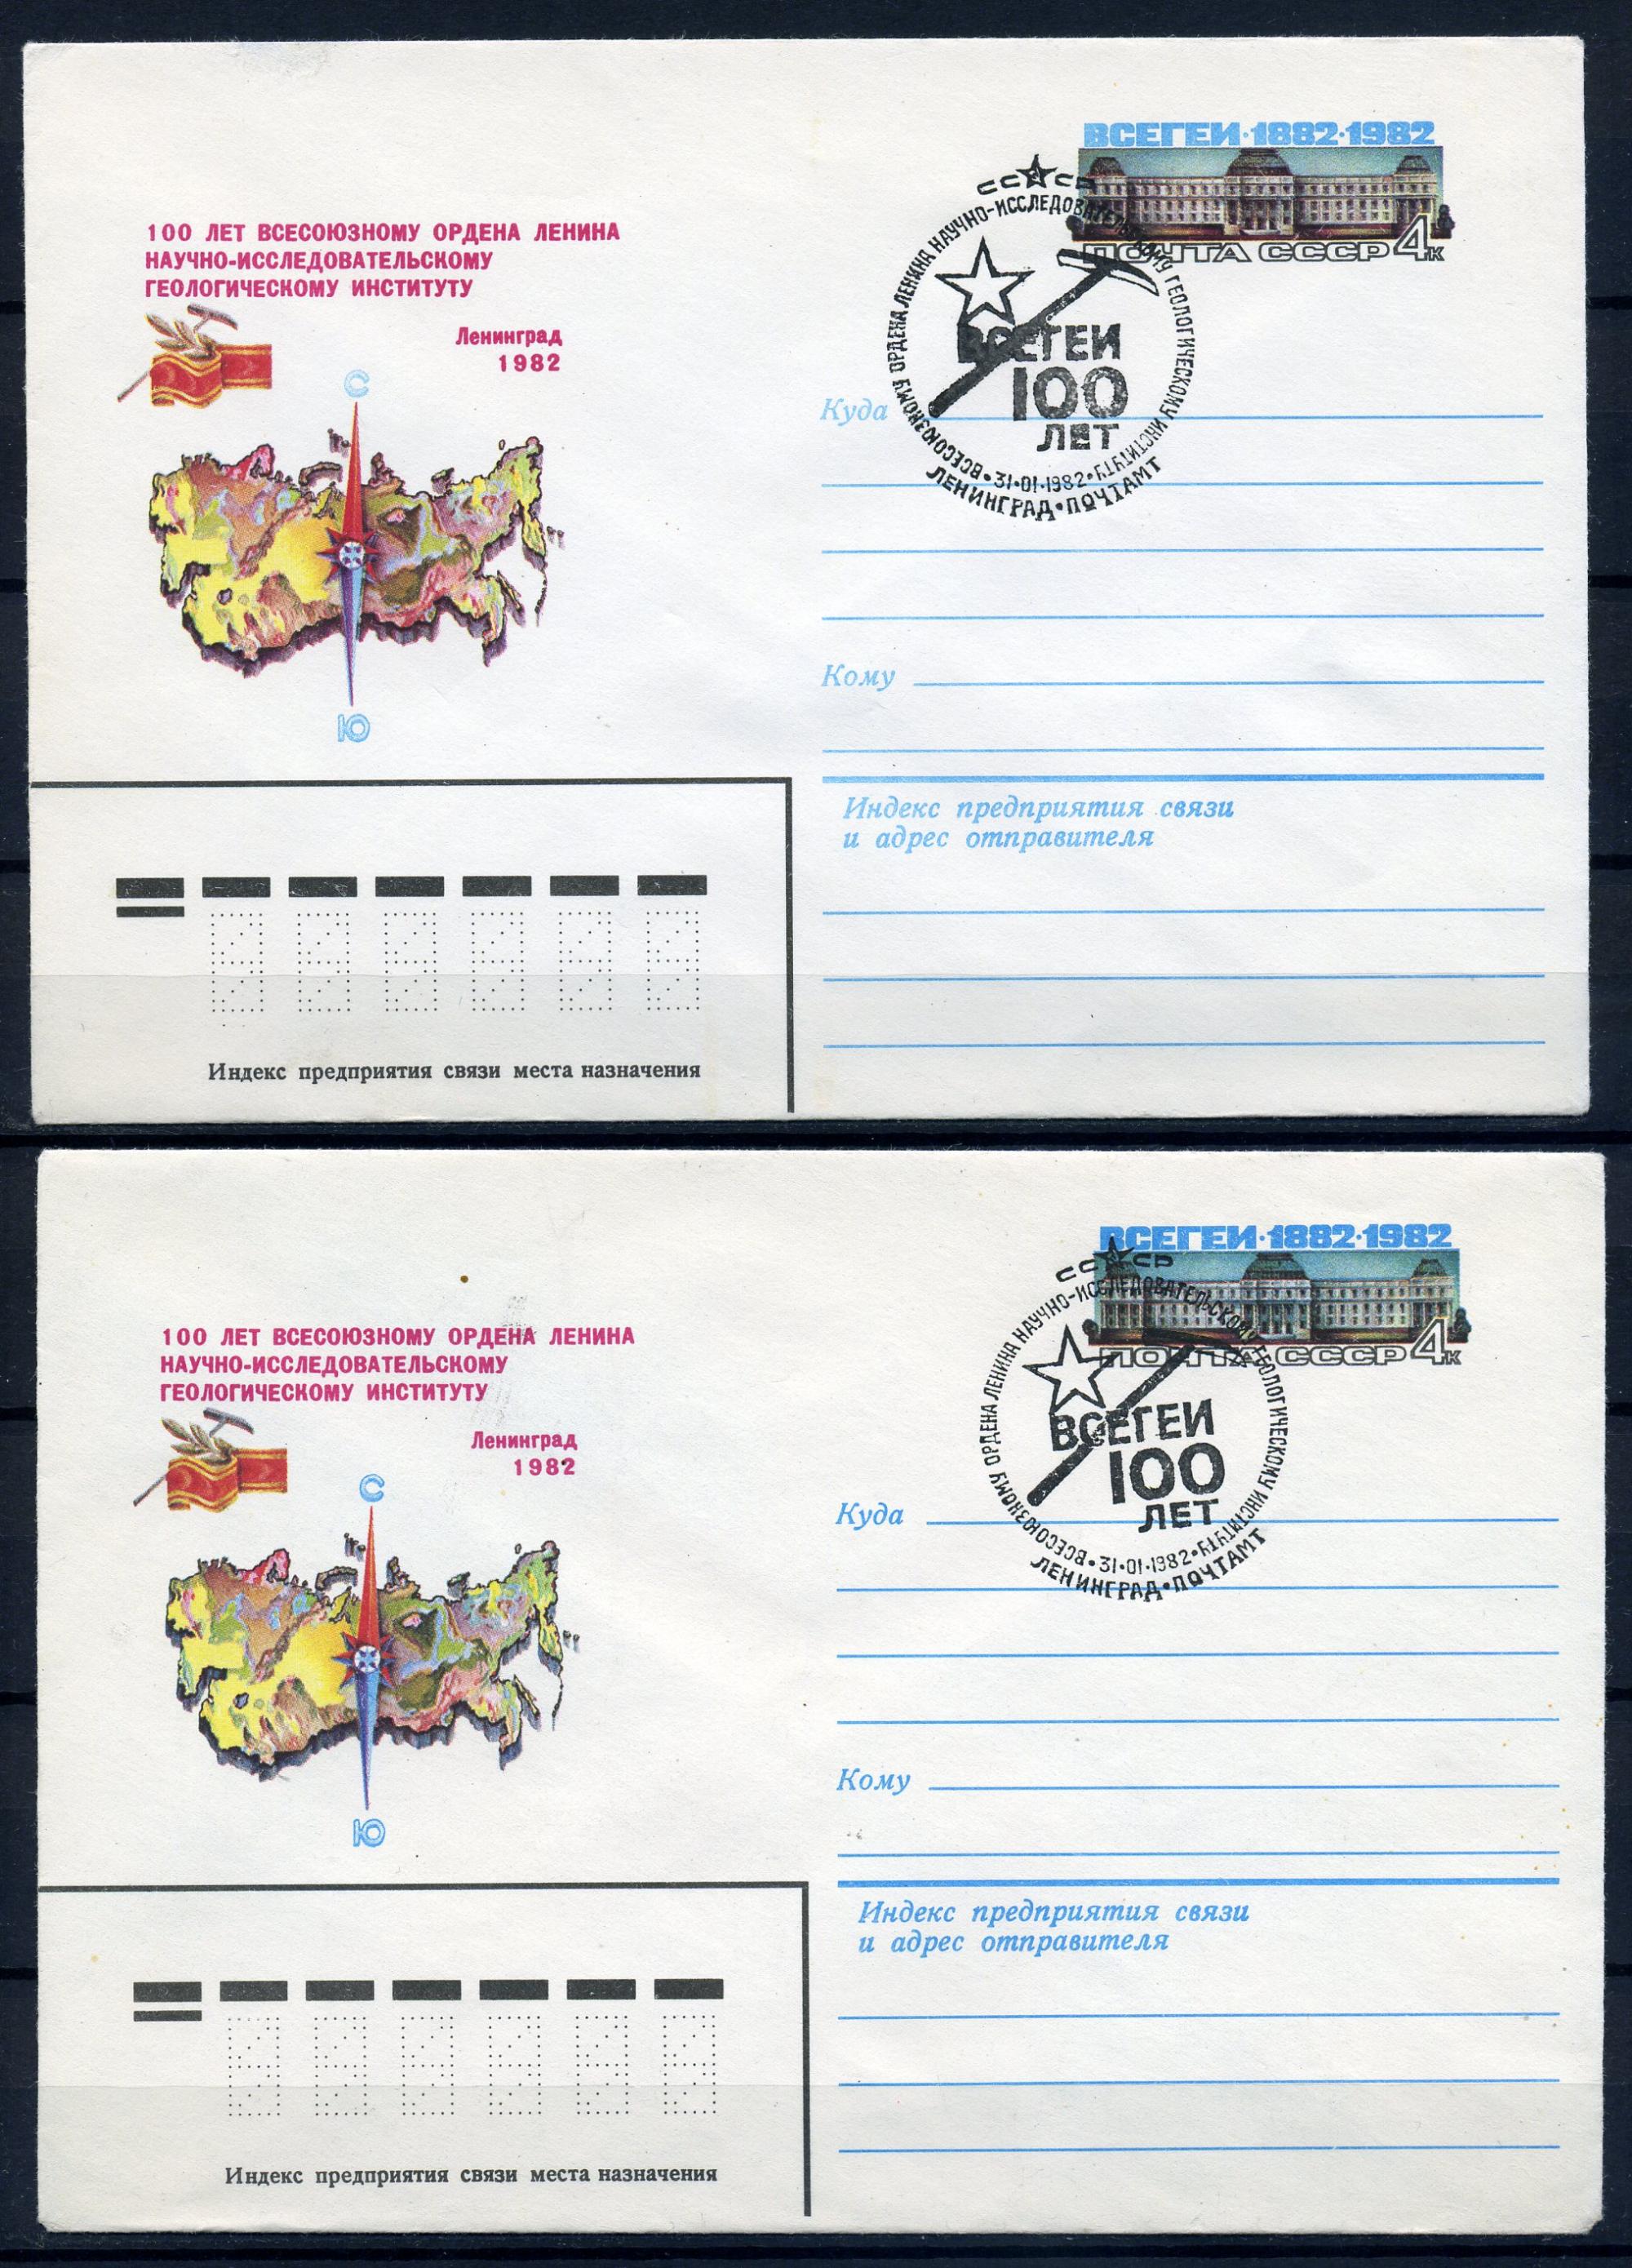 ВСЕГЕИ·1882·1982
ПОЧТА СССР 4к
СССР
ВСЕСОЮЗНОМУ ОРДЕНА ЛЕНИНА НАУЧНО-ИССЛЕДОВАТЕЛЬСКОМУ ГЕОЛОГИЧЕСКОМУ ИНСТИТУТУ
ВСЕГЕИ
100
ЛЕТ
31·01·1982
ЛЕНИНГРАД·ПОЧТАМТ
100 ЛЕТ ВСЕСОЮЗНОМУ ОРДЕНА ЛЕНИНА
НАУЧНО-ИССЛЕДОВАТЕЛЬСКОМУ
ГЕОЛОГИЧЕСКОМУ ИНСТИТУТУ
Ленинград
1982
С
Ю
Куда
Кому
Индекс предприятия связи
и адрес отправителя
Индекс предприятия связи места назначения
ВСЕГЕИ·1882·1982
ПОЧТА СССР 4к
СССР
ВСЕСОЮЗНОМУ ОРДЕНА ЛЕНИНА НАУЧНО-ИССЛЕДОВАТЕЛЬСКОМУ ГЕОЛОГИЧЕСКОМУ ИНСТИТУТУ
ВСЕГЕИ
100
ЛЕТ
31·01·1982
ЛЕНИНГРАД·ПОЧТАМТ
100 ЛЕТ ВСЕСОЮЗНОМУ ОРДЕНА ЛЕНИНА
НАУЧНО-ИССЛЕДОВАТЕЛЬСКОМУ
ГЕОЛОГИЧЕСКОМУ ИНСТИТУТУ
Ленинград
1982
С
Ю
Куда
Кому
Индекс предприятия связи
и адрес отправителя
Индекс предприятия связи места назначения